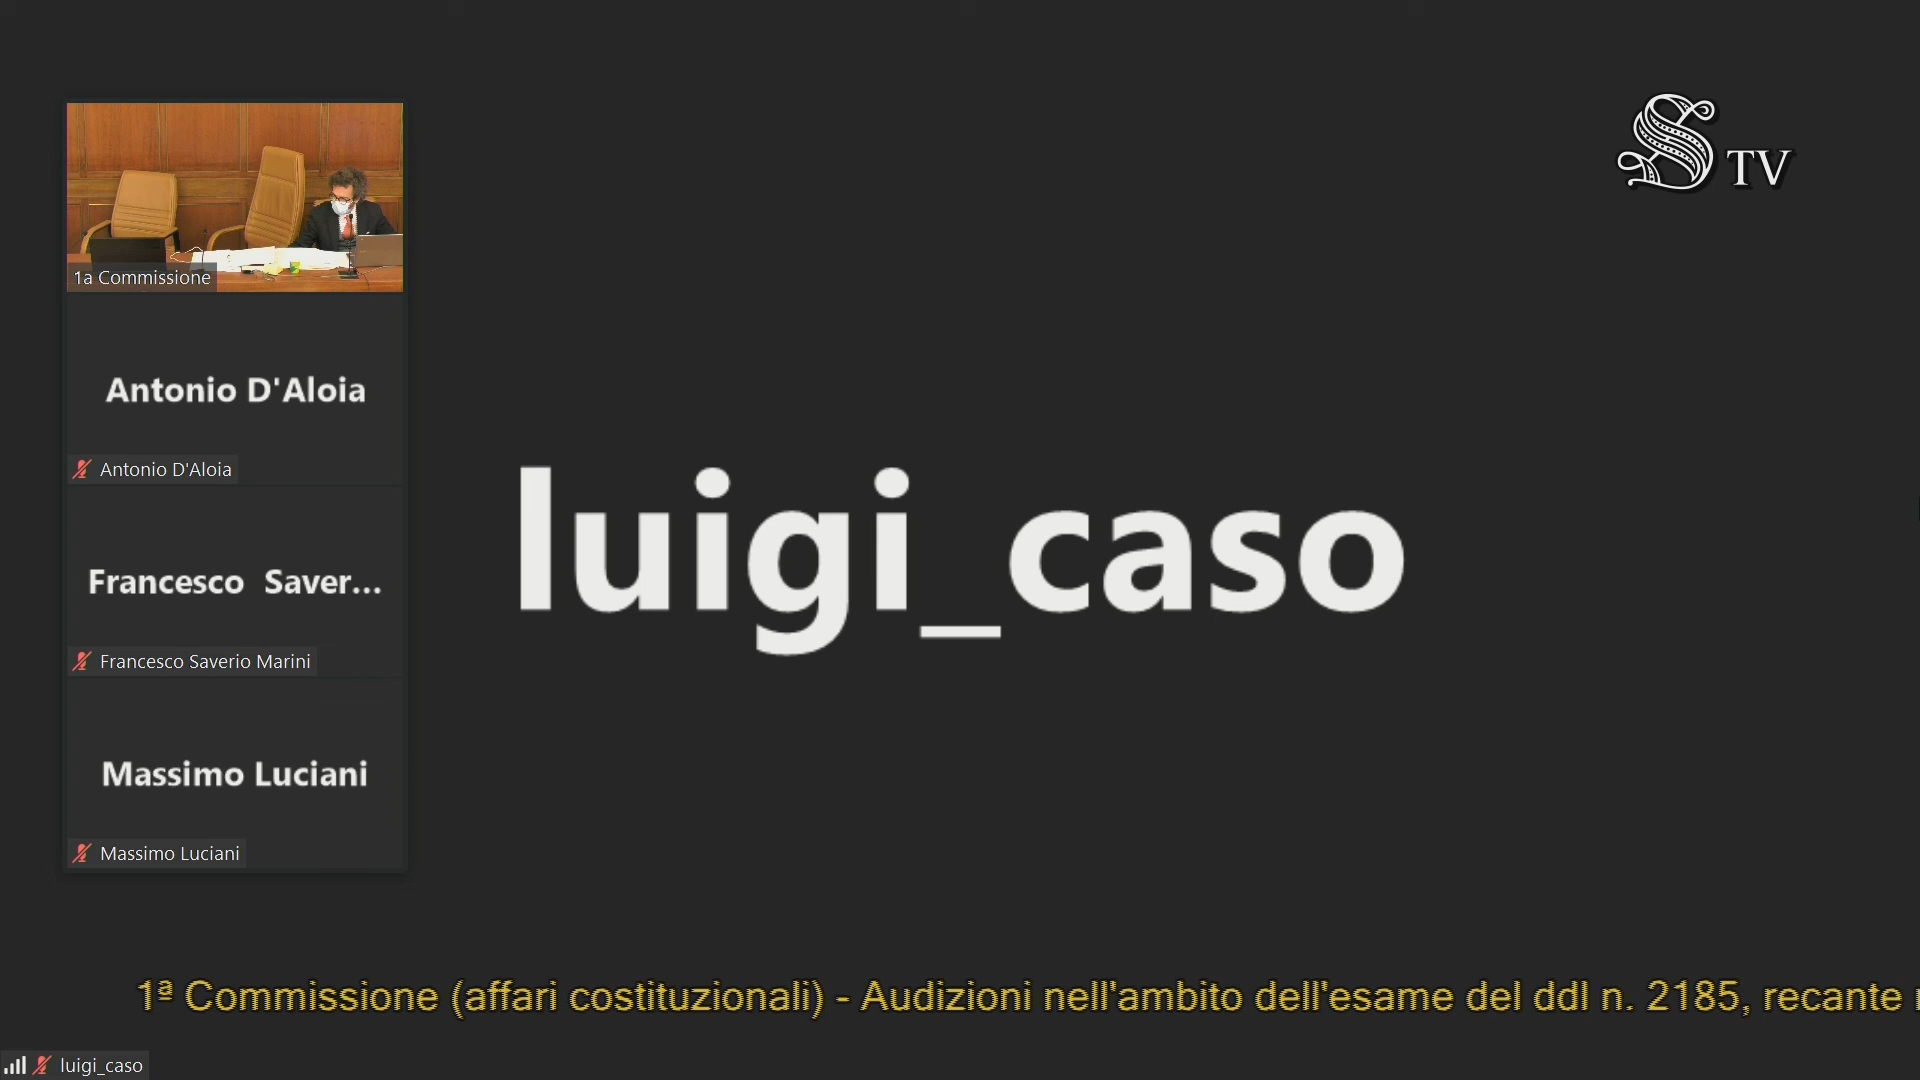 S TV
1a Commissione
Antonio D'Aloia
Antonio D'Aloia
Francesco Saver...
Francesco Saverio Marini
Massimo Luciani
Massimo Luciani
luigi_caso
1ª Commissione (affari costituzionali) - Audizioni nell'ambito dell'esame del ddl n. 2185, recante
luigi_caso